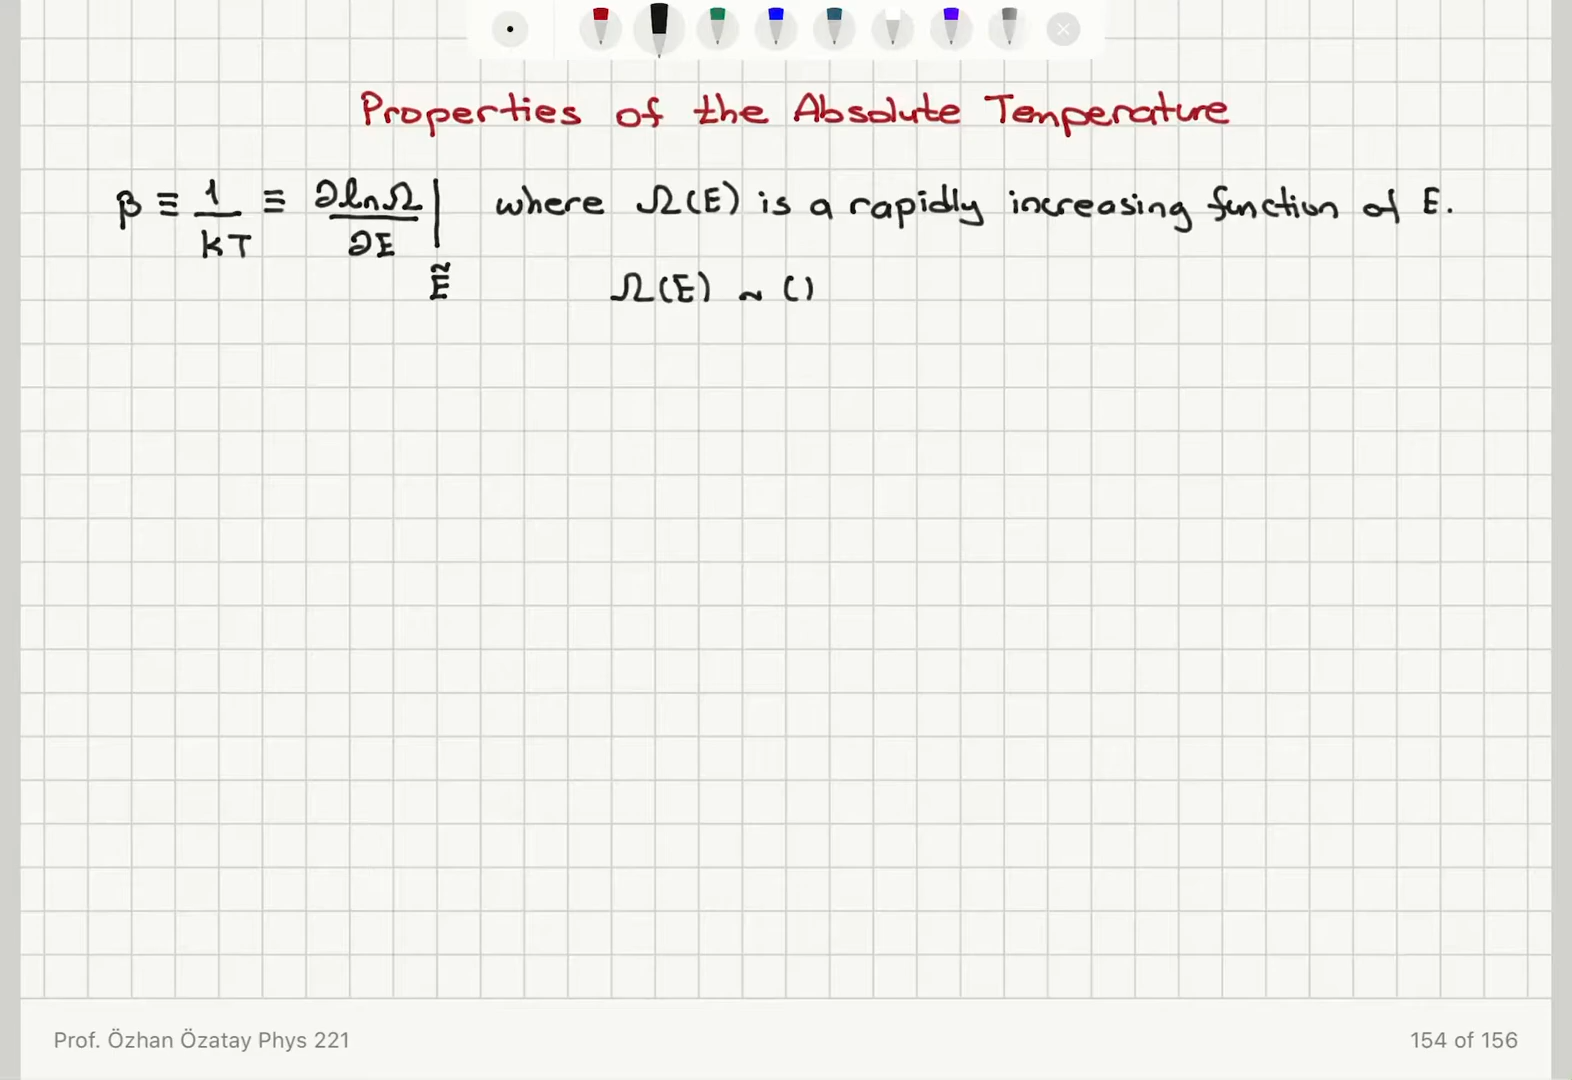 Properties of the Absolute Temperature
β ≡ 1/kT ≡ ∂lnΩ/∂E |Ẽ where Ω(E) is a rapidly increasing function of E.
Ω(E) ~ ()
Prof. Özhan Özatay Phys 221
154 of 156